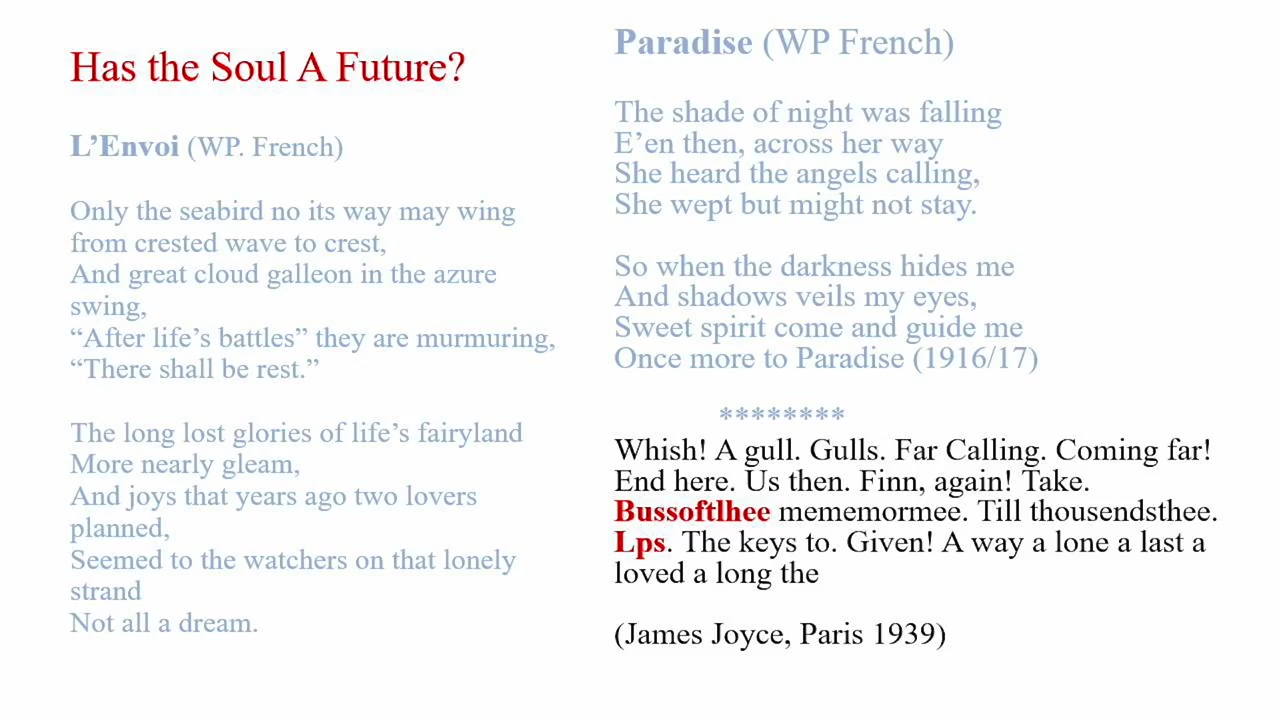 Has the Soul A Future?
L’Envoi (WP. French)
Only the seabird no its way may wing
from crested wave to crest,
And great cloud galleon in the azure
swing,
“After life’s battles” they are murmuring,
“There shall be rest.”
The long lost glories of life’s fairyland
More nearly gleam,
And joys that years ago two lovers
planned,
Seemed to the watchers on that lonely
strand
Not all a dream.
Paradise (WP French)
The shade of night was falling
E’en then, across her way
She heard the angels calling,
She wept but might not stay.
So when the darkness hides me
And shadows veils my eyes,
Sweet spirit come and guide me
Once more to Paradise (1916/17)
********
Whish! A gull. Gulls. Far Calling. Coming far!
End here. Us then. Finn, again! Take.
Bussoftlhee mememormee. Till thousendsthee.
Lps. The keys to. Given! A way a lone a last a
loved a long the
(James Joyce, Paris 1939)